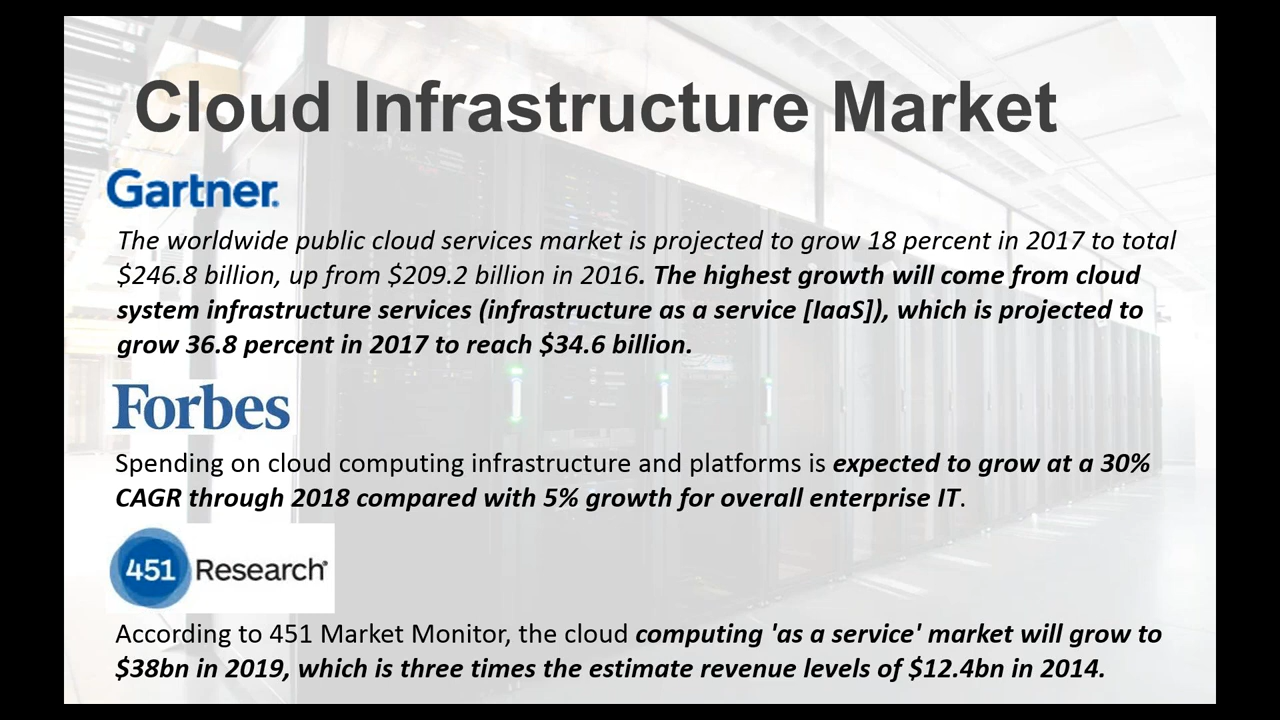 Cloud Infrastructure Market
Gartner.
The worldwide public cloud services market is projected to grow 18 percent in 2017 to total
$246.8 billion, up from $209.2 billion in 2016. The highest growth will come from cloud
system infrastructure services (infrastructure as a service [IaaS]), which is projected to
grow 36.8 percent in 2017 to reach $34.6 billion.
Forbes
Spending on cloud computing infrastructure and platforms is expected to grow at a 30%
CAGR through 2018 compared with 5% growth for overall enterprise IT.
451 Research®
According to 451 Market Monitor, the cloud computing 'as a service' market will grow to
$38bn in 2019, which is three times the estimate revenue levels of $12.4bn in 2014.